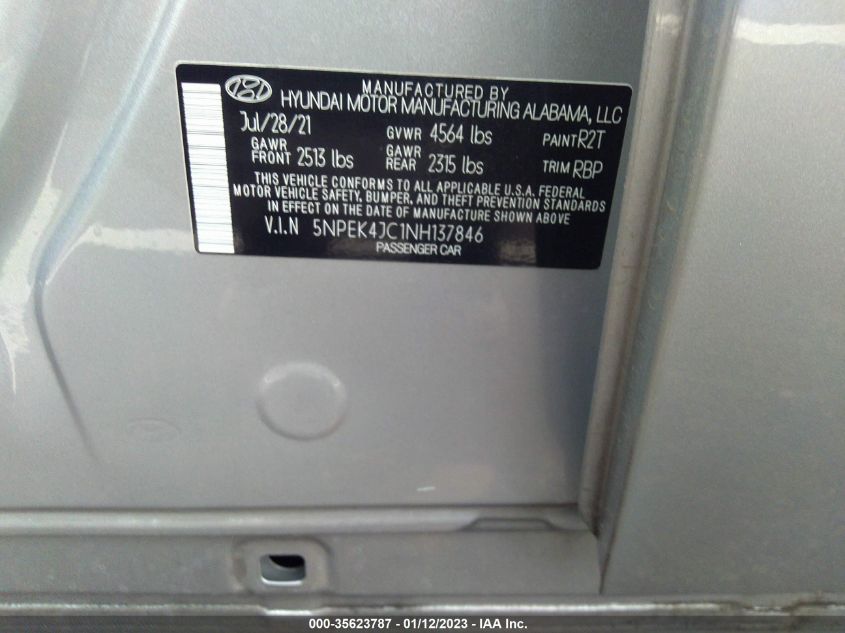 MANUFACTURED BY
HYUNDAI MOTOR MANUFACTURING ALABAMA, LLC
Jul/28/21 GVWR 4564 lbs PAINT R2T
GAWR FRONT 2513 lbs GAWR REAR 2315 lbs TRIM RBP
THIS VEHICLE CONFORMS TO ALL APPLICABLE U.S.A. FEDERAL
MOTOR VEHICLE SAFETY, BUMPER, AND THEFT PREVENTION STANDARDS
IN EFFECT ON THE DATE OF MANUFACTURE SHOWN ABOVE
V.I.N 5NPEK4JC1NH137846
PASSENGER CAR
000-35623787 - 01/12/2023 - IAA Inc.